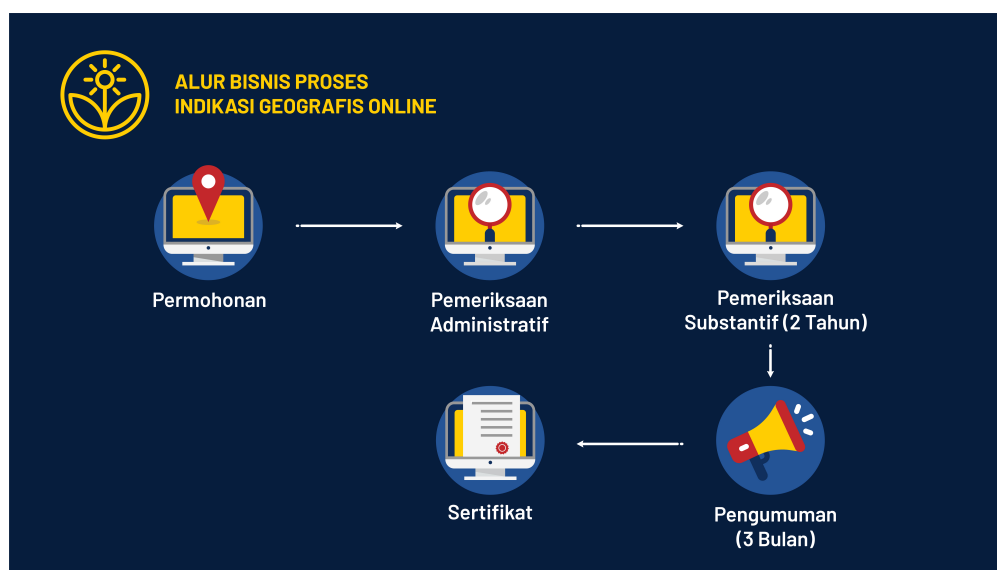 ALUR BISNIS PROSES
INDIKASI GEOGRAFIS ONLINE
Permohonan
Pemeriksaan
Administratif
Pemeriksaan
Substantif (2 Tahun)
Pengumuman
(3 Bulan)
Sertifikat